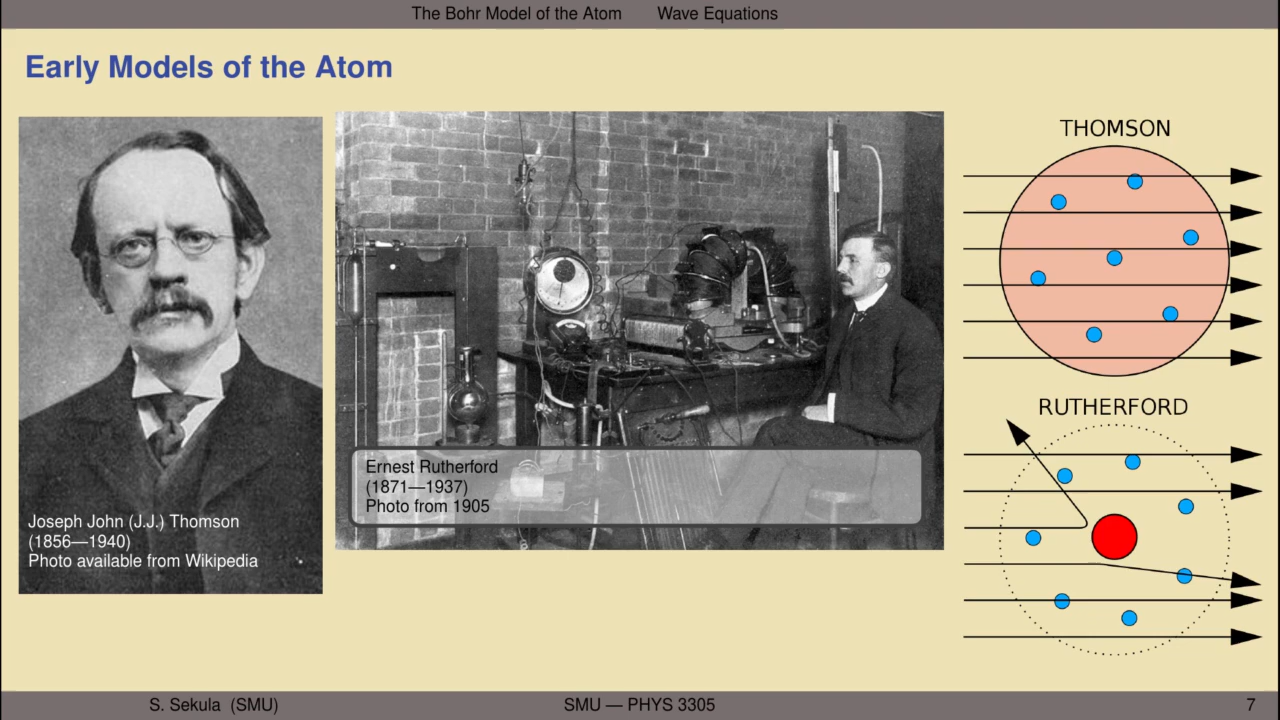 The Bohr Model of the Atom Wave Equations
Early Models of the Atom
Joseph John (J.J.) Thomson
(1856—1940)
Photo available from Wikipedia
Ernest Rutherford
(1871—1937)
Photo from 1905
THOMSON
RUTHERFORD
S. Sekula (SMU) SMU — PHYS 3305 7